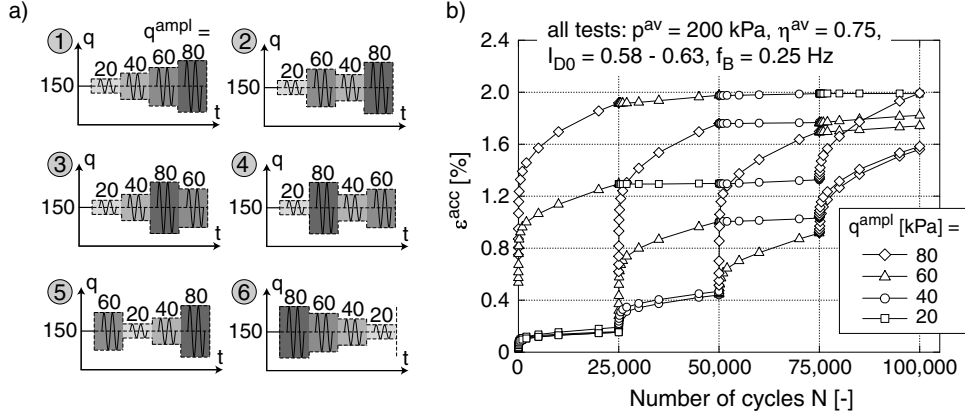 a)
1 q q^ampl =
20 40 60 80
150
t
2 q
20 60 40 80
150
t
3 q
20 40 80 60
150
t
4 q
20 80 40 60
150
t
5 q
60 20 40 80
150
t
6 q
80 60 40 20
150
t
b)
all tests: p^av = 200 kPa, η^av = 0.75,
I_D0 = 0.58 - 0.63, f_B = 0.25 Hz
2.4
2.0
1.6
1.2
0.8
0.4
0
ε^acc [%]
q^ampl [kPa] =
80
60
40
20
0 25,000 50,000 75,000 100,000
Number of cycles N [-]